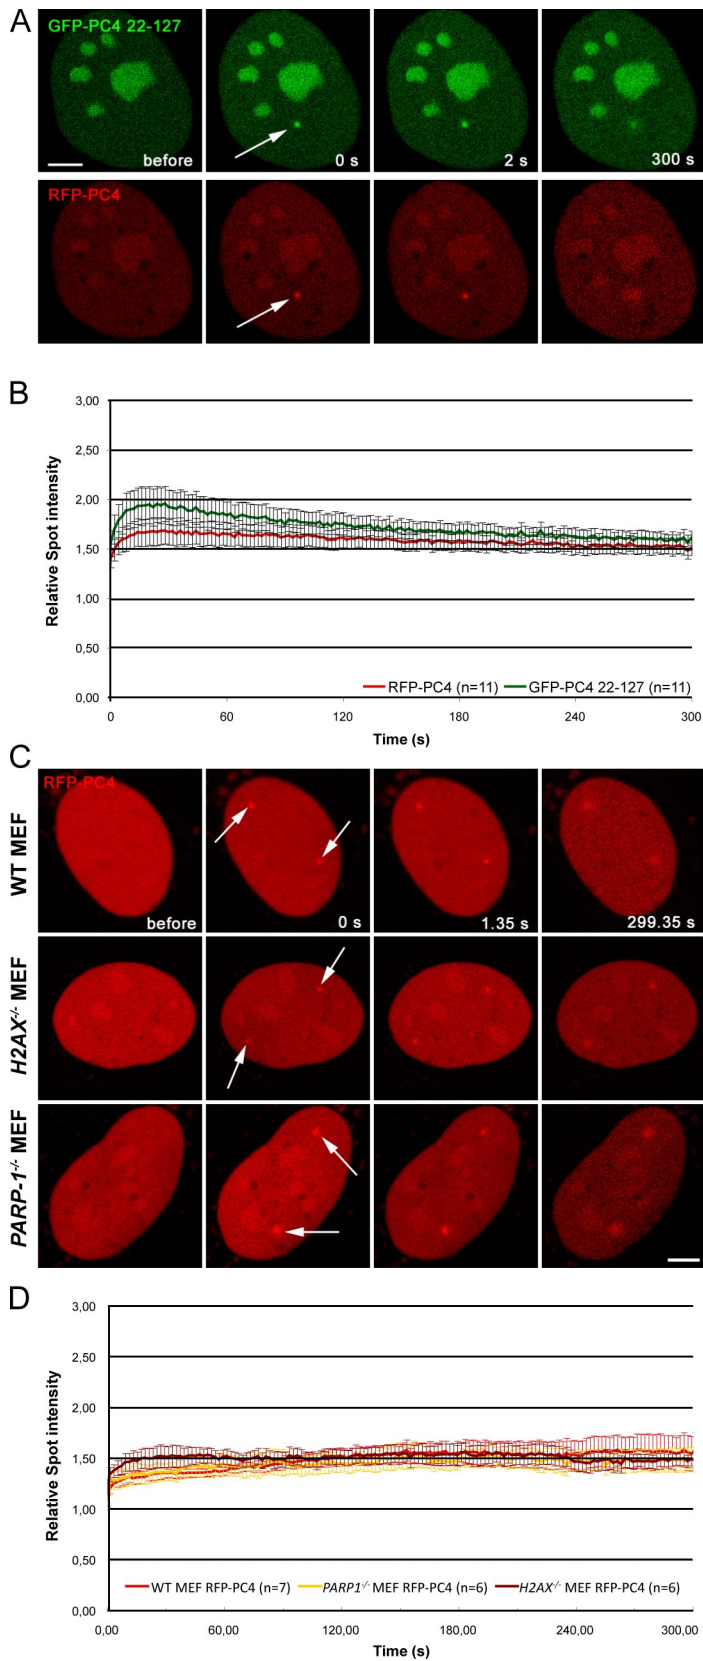 A
GFP-PC4 22-127
before
0 s
2 s
300 s
RFP-PC4
B
Relative Spot intensity
3,00
2,50
2,00
1,50
1,00
0,50
0,00
0
60
120
180
240
300
RFP-PC4 (n=11)
GFP-PC4 22-127 (n=11)
Time (s)
C
RFP-PC4
WT MEF
before
0 s
1.35 s
299.35 s
H2AX-/- MEF
PARP-1-/- MEF
D
Relative Spot intensity
3,00
2,50
2,00
1,50
1,00
0,50
0,00
WT MEF RFP-PC4 (n=7)
PARP1-/- MEF RFP-PC4 (n=6)
H2AX-/- MEF RFP-PC4 (n=6)
0,00
60,00
120,00
180,00
240,00
300,00
Time (s)